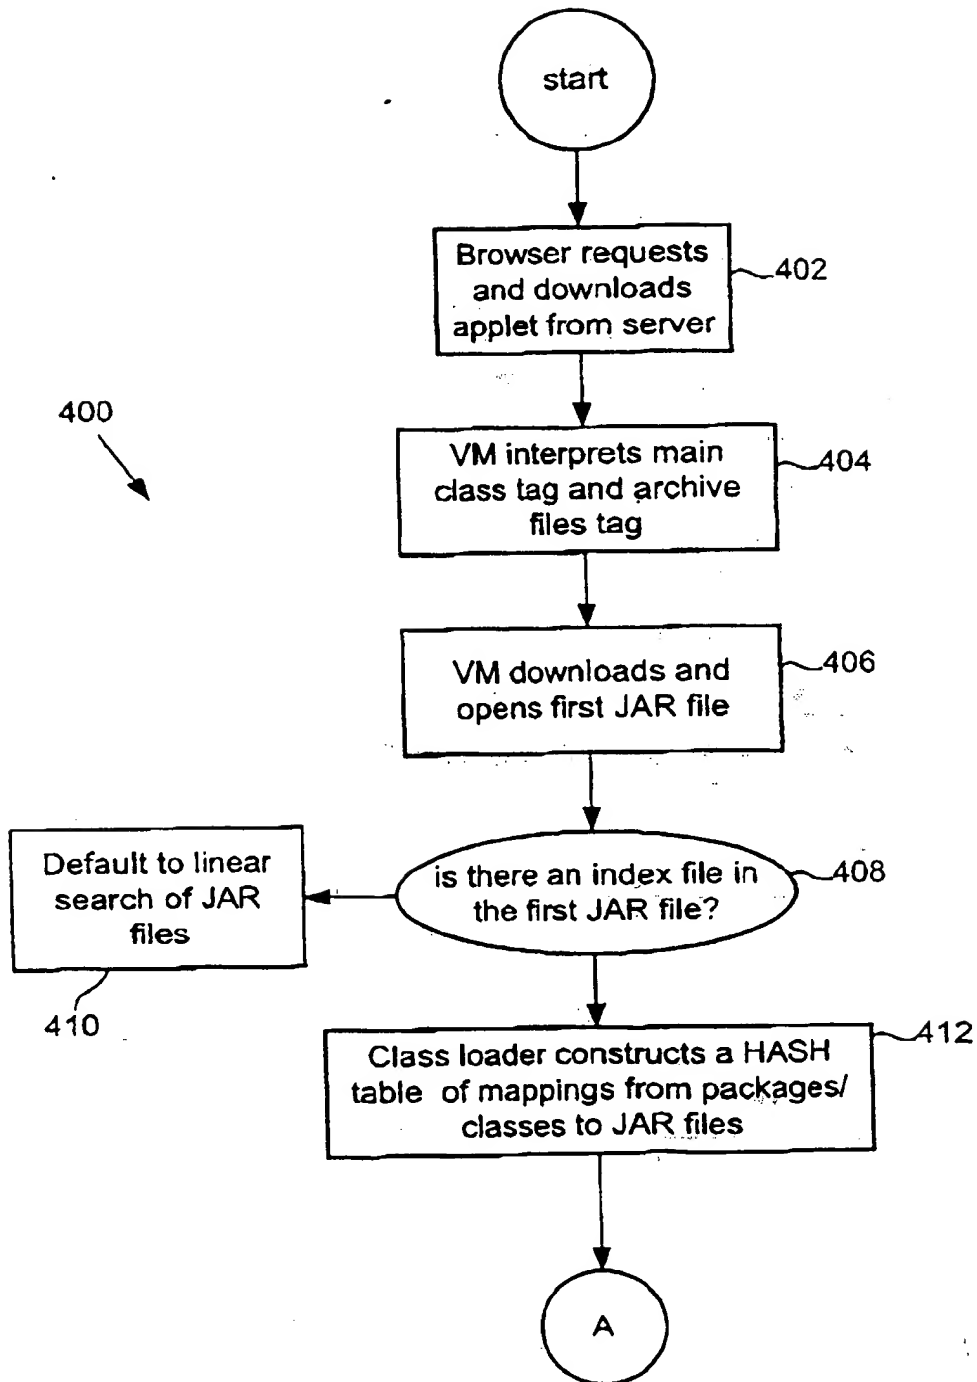 start
Browser requests
and downloads
applet from server
402
400
VM interprets main
class tag and archive
files tag
404
VM downloads and
opens first JAR file
406
is there an index file in
the first JAR file?
408
Default to linear
search of JAR
files
410
Class loader constructs a HASH
table of mappings from packages/
classes to JAR files
412
A